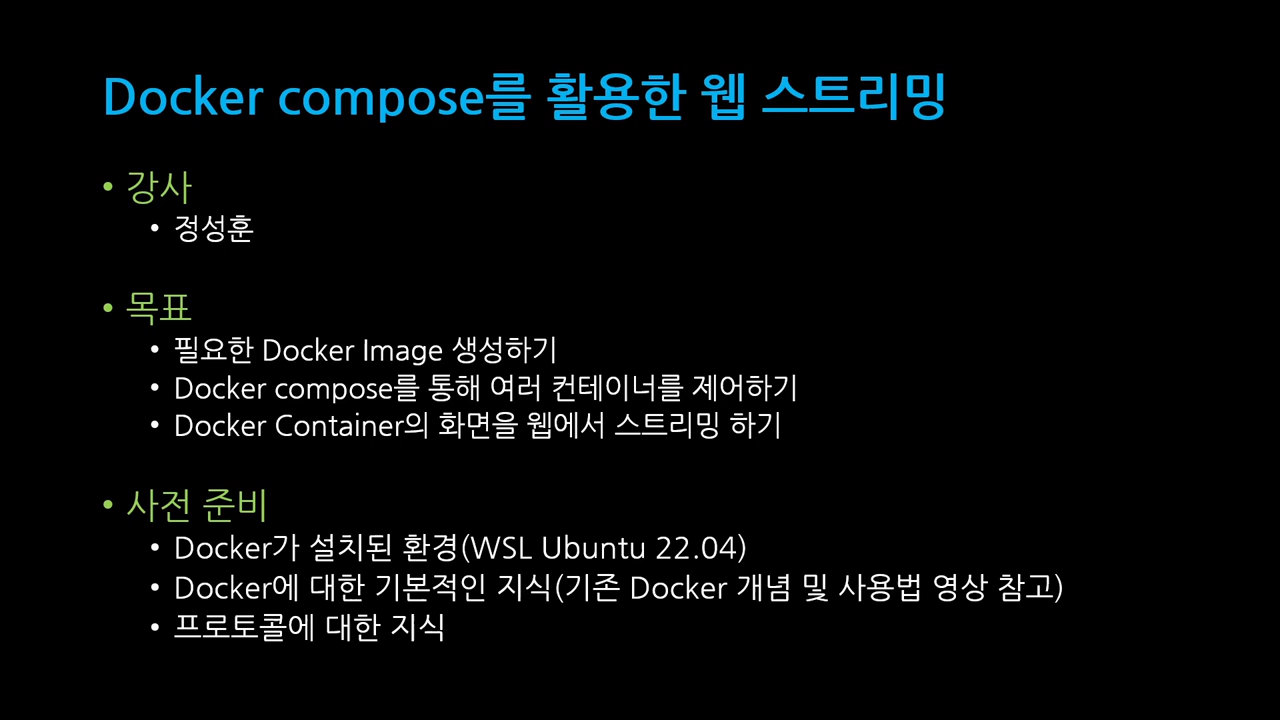 Docker compose를 활용한 웹 스트리밍
• 강사
• 정성훈
• 목표
• 필요한 Docker Image 생성하기
• Docker compose를 통해 여러 컨테이너를 제어하기
• Docker Container의 화면을 웹에서 스트리밍 하기
• 사전 준비
• Docker가 설치된 환경(WSL Ubuntu 22.04)
• Docker에 대한 기본적인 지식(기존 Docker 개념 및 사용법 영상 참고)
• 프로토콜에 대한 지식